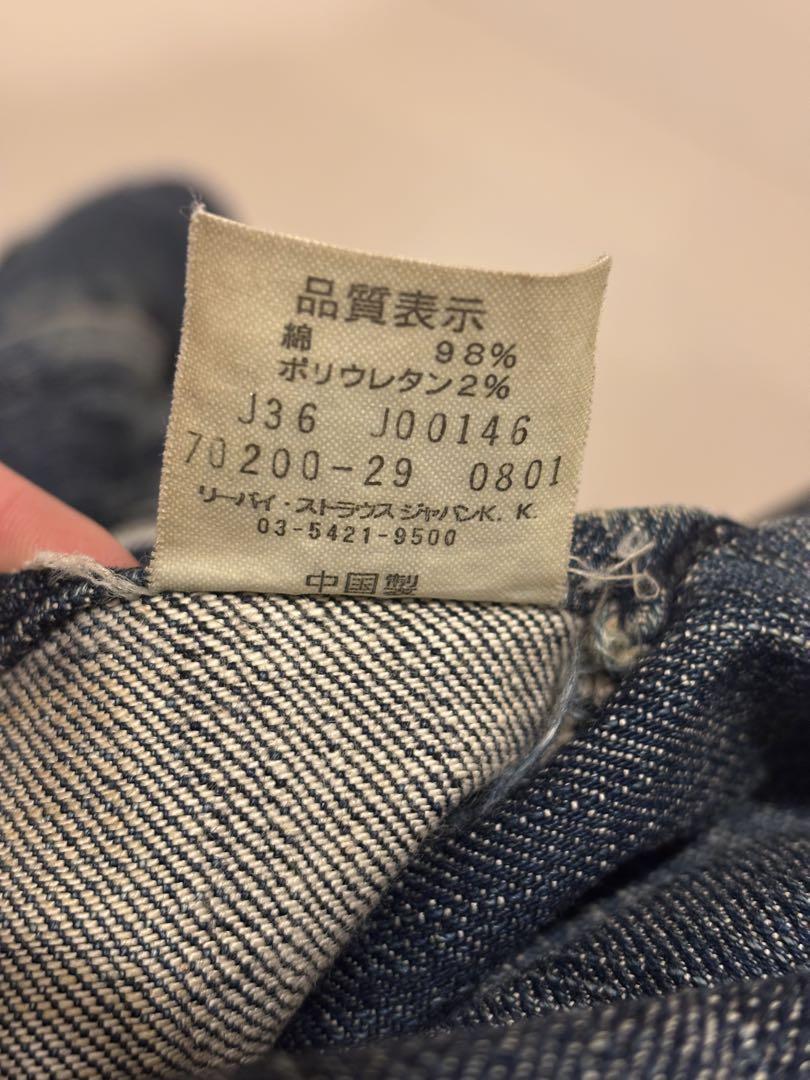 品質表示
綿 98%
ポリウレタン2%
J36 J00146
70200-29 0801
リーバイ・ストラウス ジャパンK.K.
03-5421-9500
中国製